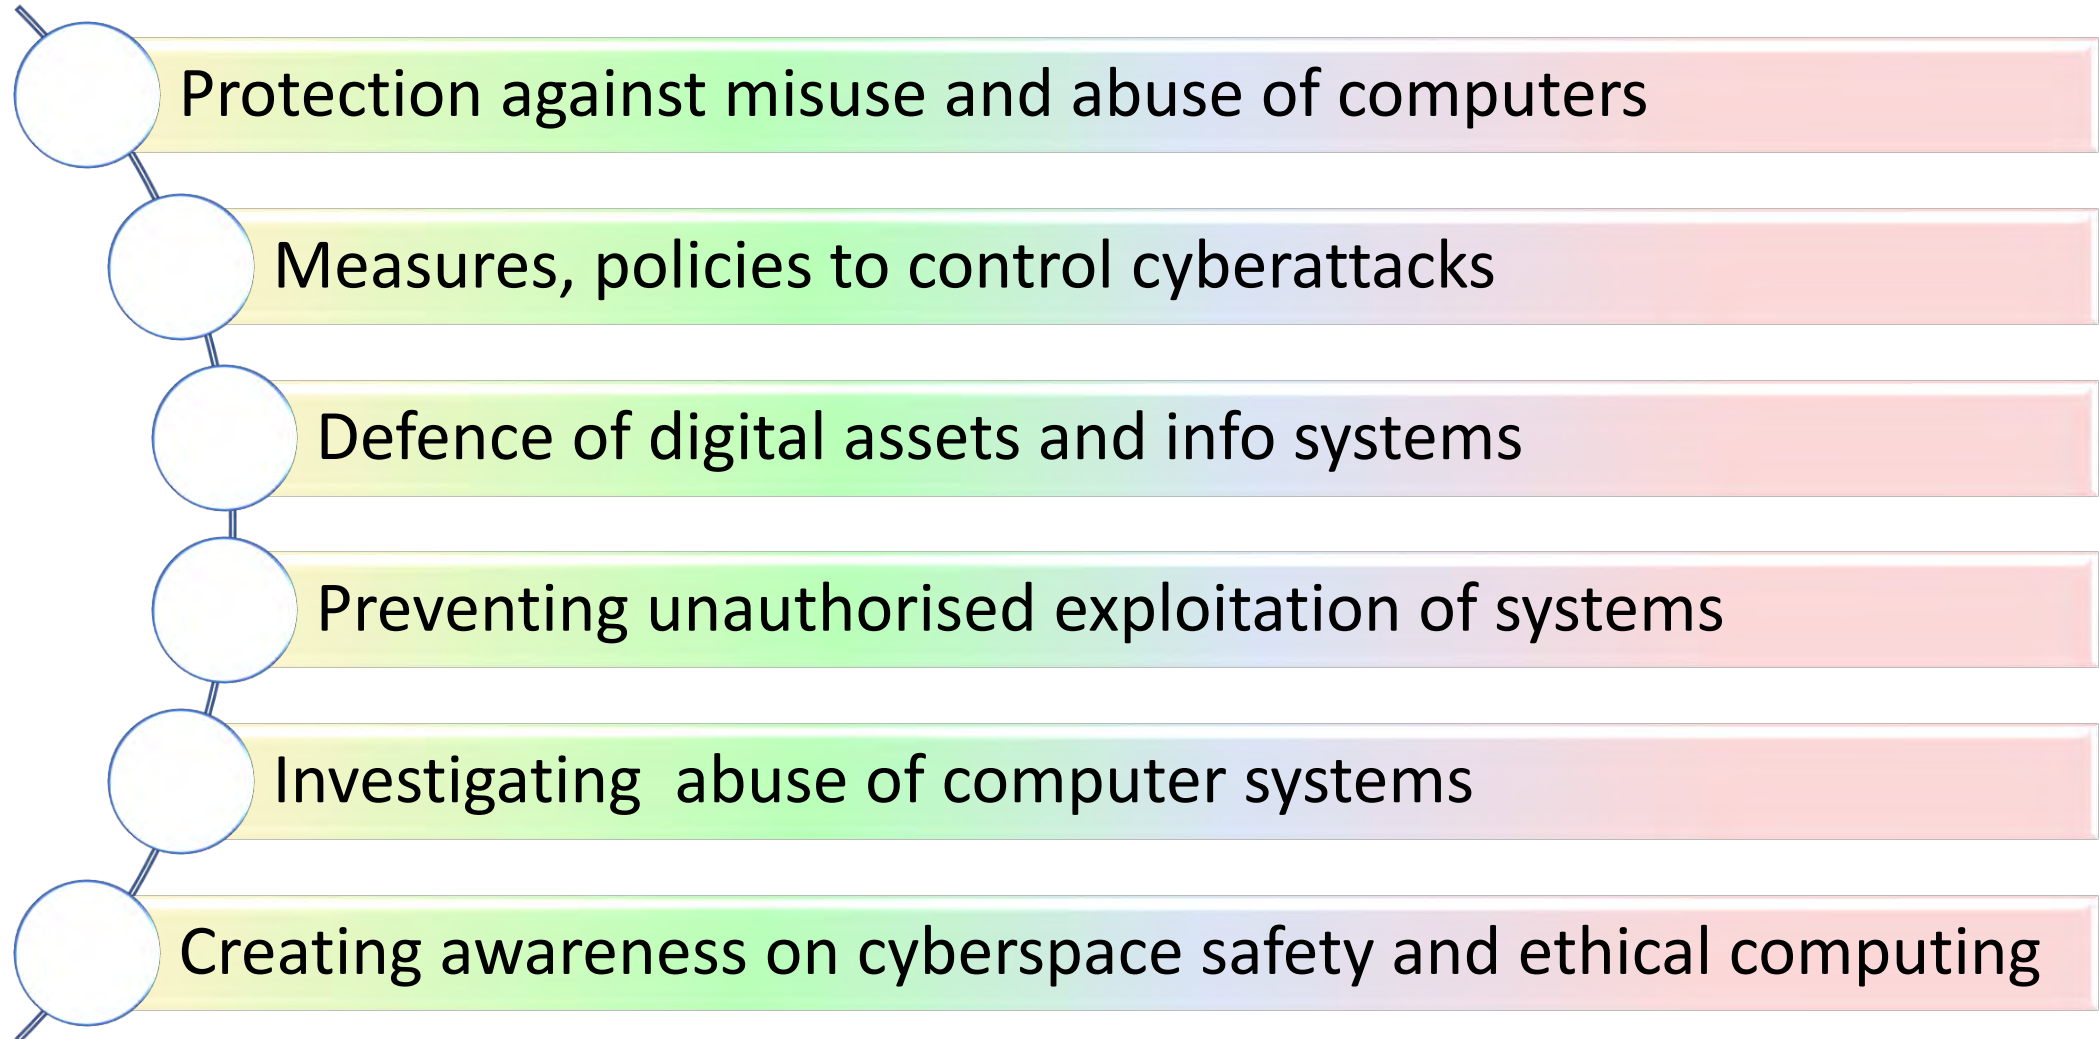 Protection against misuse and abuse of computers
Measures, policies to control cyberattacks
Defence of digital assets and info systems
Preventing unauthorised exploitation of systems
Investigating  abuse of computer systems
Creating awareness on cyberspace safety and ethical computing